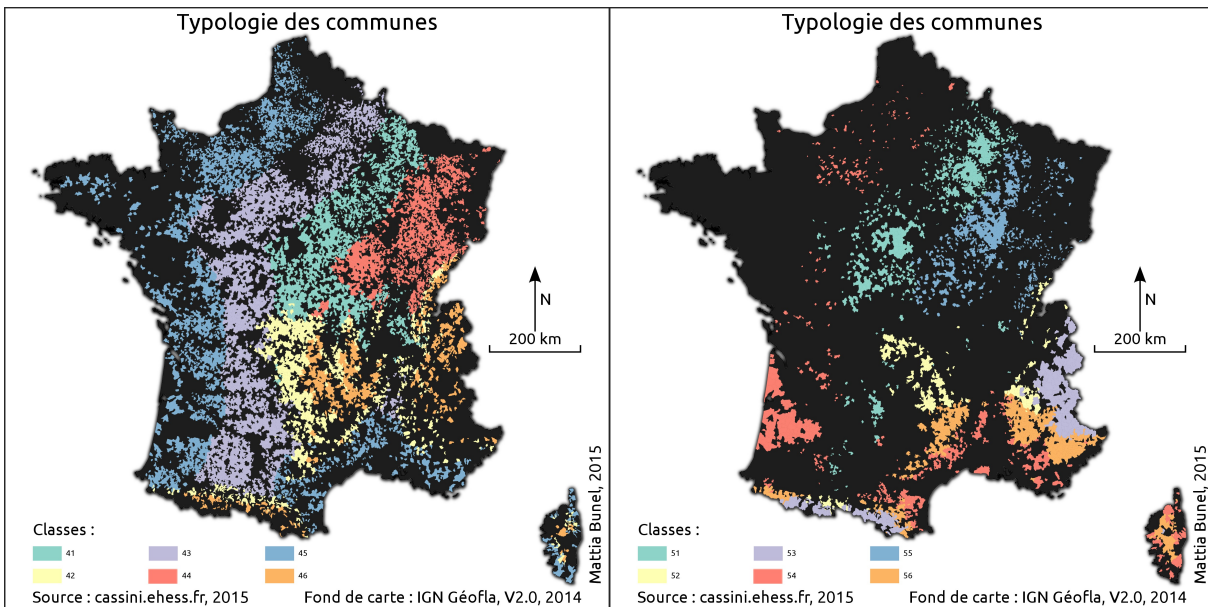 Typologie des communes
N
200 km
Mattia Bunel, 2015
Classes :
41 43 45
42 44 46
Source : cassini.ehess.fr, 2015 Fond de carte : IGN Géofla, V2.0, 2014
Typologie des communes
N
200 km
Mattia Bunel, 2015
Classes :
51 53 55
52 54 56
Source : cassini.ehess.fr, 2015 Fond de carte : IGN Géofla, V2.0, 2014